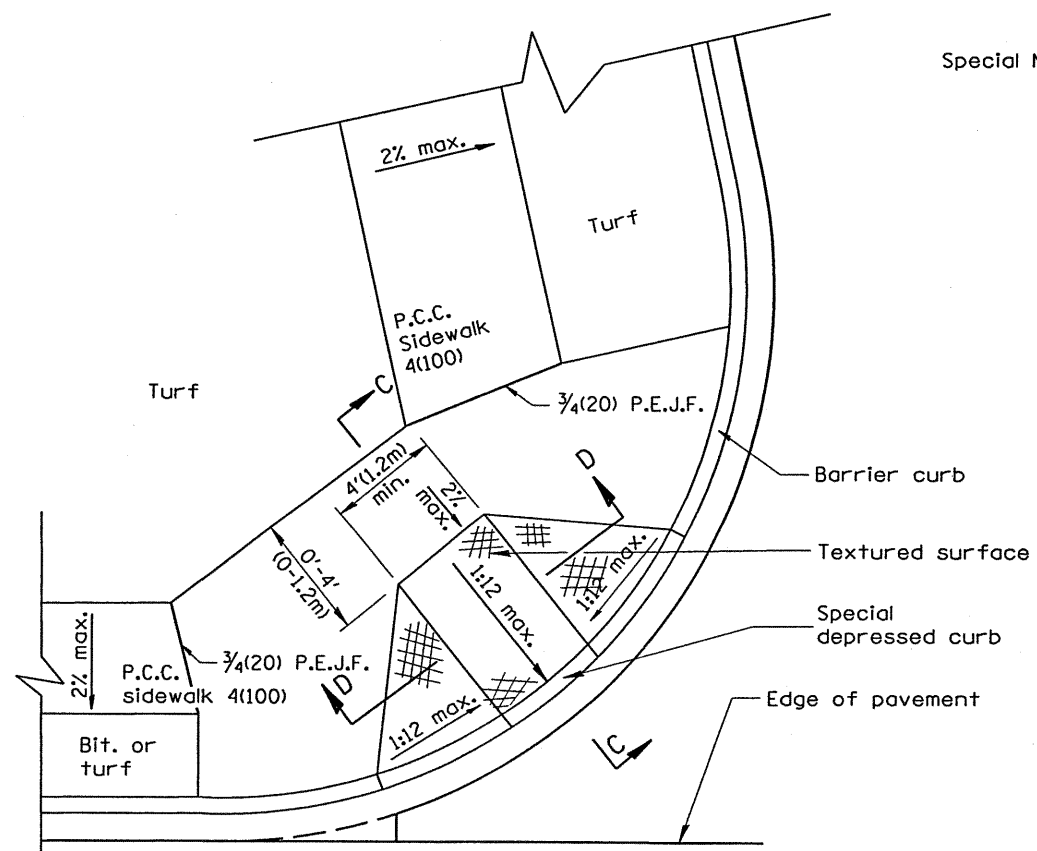 Special
2% max.
Turf
P.C.C.
Sidewalk
4(100)
Turf
C
¾(20) P.E.J.F.
4'(1.2m)
min.
2%
max.
D
Barrier curb
0'-4'
(0-1.2m)
Textured surface
1:12 max.
1:12 max.
Special
depressed curb
2% max.
¾(20) P.E.J.F.
P.C.C.
sidewalk 4(100)
D
1:12 max.
Edge of pavement
Bit. or
turf
C